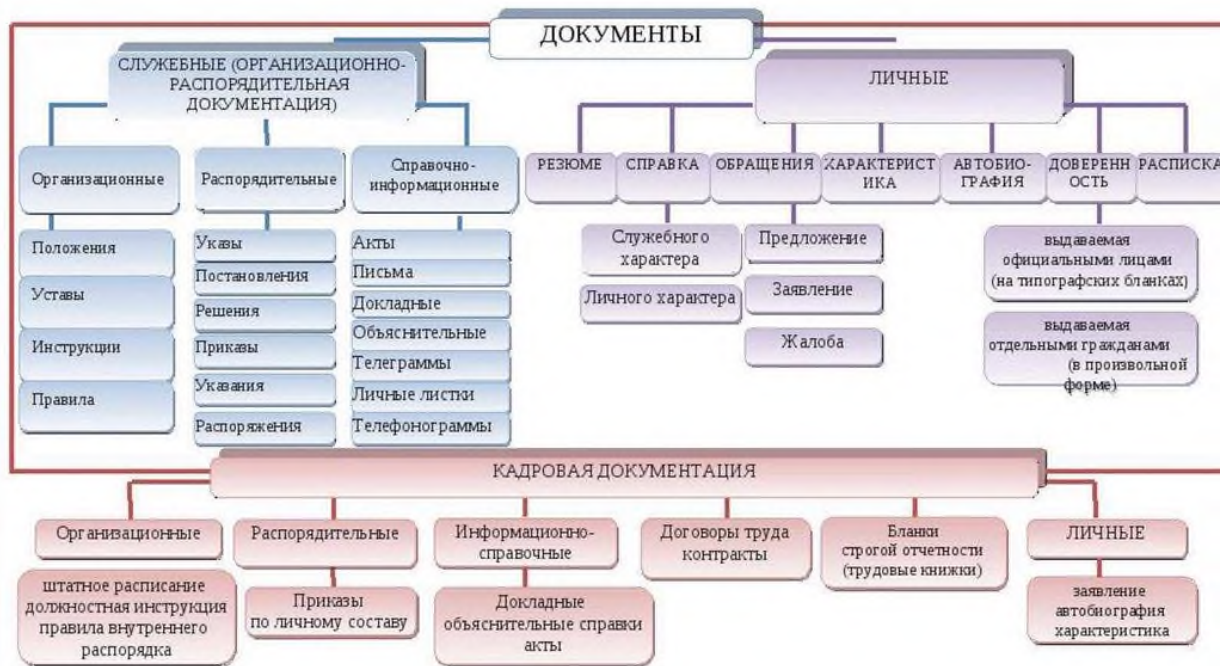 ДОКУМЕНТЫ
СЛУЖЕБНЫЕ (ОРГАНИЗАЦИОННО-
РАСПОРЯДИТЕЛЬНАЯ
ДОКУМЕНТАЦИЯ)
Организационные
Положения
Уставы
Инструкции
Правила
Распорядительные
Указы
Постановления
Решения
Приказы
Указания
Распоряжения
Справочно-
информационные
Акты
Письма
Докладные
Объяснительные
Телеграммы
Личные листки
Телефонограммы
ЛИЧНЫЕ
РЕЗЮМЕ
СПРАВКА
Служебного
характера
Личного характера
ОБРАЩЕНИЯ
Предложение
Заявление
Жалоба
ХАРАКТЕРИСТ
ИКА
АВТОБИО-
ГРАФИЯ
ДОВЕРЕНН
ОСТЬ
выдаваемая
официальными лицами
(на типографских бланках)
выдаваемая
отдельными гражданами
(в произвольной
форме)
РАСПИСКА
КАДРОВАЯ ДОКУМЕНТАЦИЯ
Организационные
штатное расписание
должностная инструкция
правила внутреннего
распорядка
Распорядительные
Приказы
по личному составу
Информационно-
справочные
Докладные
объяснительные справки
акты
Договоры труда
контракты
Бланки
строгой отчетности
(трудовые книжки)
ЛИЧНЫЕ
заявление
автобиография
характеристика